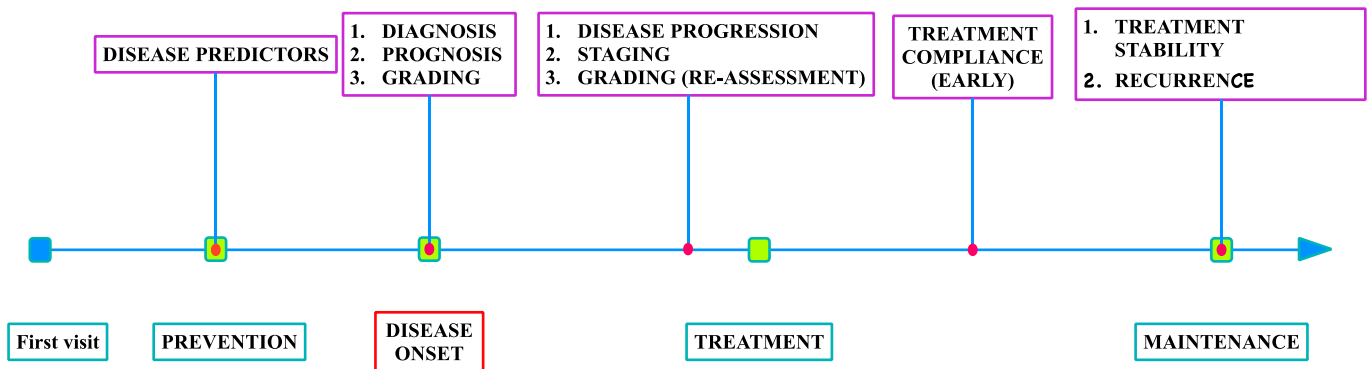 DISEASE PREDICTORS
1. DIAGNOSIS
2. PROGNOSIS
3. GRADING
1. DISEASE PROGRESSION
2. STAGING
3. GRADING (RE-ASSESSMENT)
TREATMENT
COMPLIANCE
(EARLY)
1. TREATMENT
STABILITY
2. RECURRENCE
First visit
PREVENTION
DISEASE
ONSET
TREATMENT
MAINTENANCE